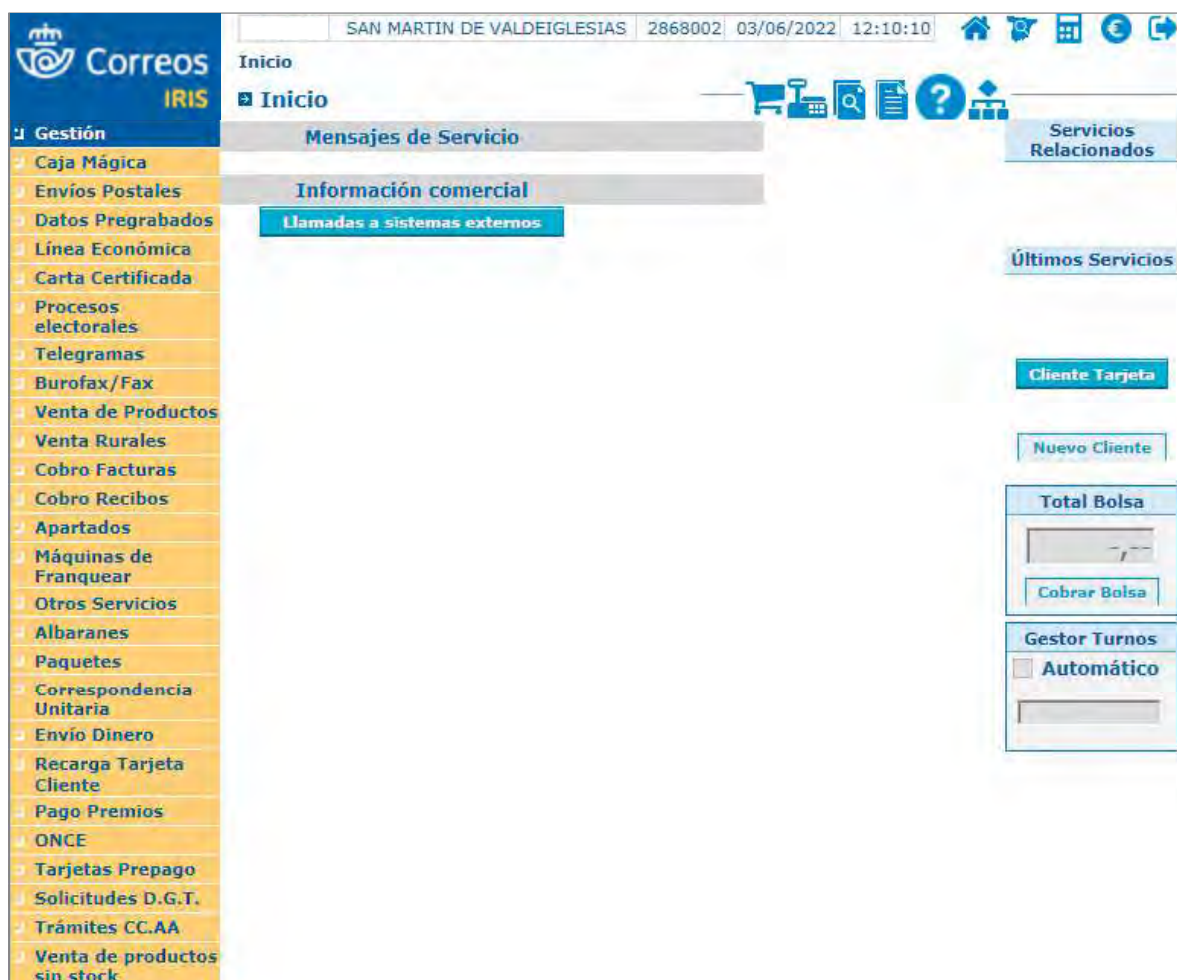 Correos
IRIS
SAN MARTIN DE VALDEIGLESIAS 2868002 03/06/2022 12:10:10
Inicio
Inicio
Gestión
Caja Mágica
Envíos Postales
Datos Pregrabados
Línea Económica
Carta Certificada
Procesos
electorales
Telegramas
Burofax/Fax
Venta de Productos
Venta Rurales
Cobro Facturas
Cobro Recibos
Apartados
Máquinas de
Franquear
Otros Servicios
Albaranes
Paquetes
Correspondencia
Unitaria
Envío Dinero
Recarga Tarjeta
Cliente
Pago Premios
ONCE
Tarjetas Prepago
Solicitudes D.G.T.
Trámites CC.AA
Venta de productos
sin stock
Mensajes de Servicio
Información comercial
Llamadas a sistemas externos
Servicios
Relacionados
Últimos Servicios
Cliente Tarjeta
Nuevo Cliente
Total Bolsa
-,--
Cobrar Bolsa
Gestor Turnos
Automático